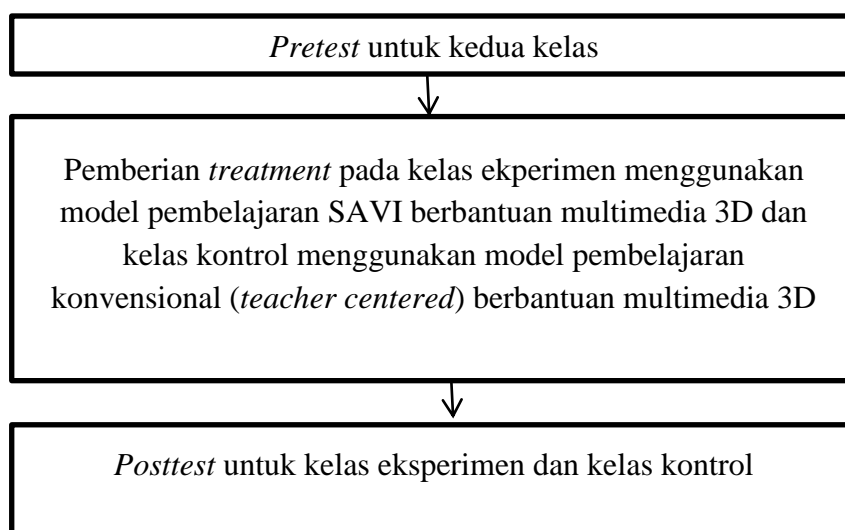 Pretest untuk kedua kelas
Pemberian treatment pada kelas ekperimen menggunakan
model pembelajaran SAVI berbantuan multimedia 3D dan
kelas kontrol menggunakan model pembelajaran
konvensional (teacher centered) berbantuan multimedia 3D
Posttest untuk kelas eksperimen dan kelas kontrol